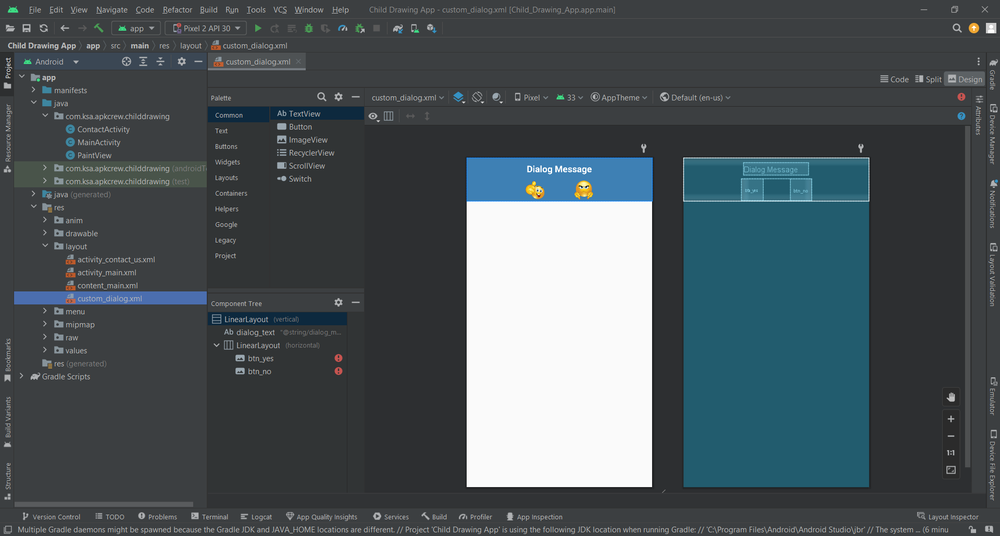 File Edit View Navigate Code Refactor Build Run Tools VCS Window Help Child Drawing App - custom_dialog.xml [Child_Drawing_App.app.main]
app Pixel 2 API 30
Child Drawing App app src main res layout custom_dialog.xml
Android
custom_dialog.xml
Code Split Design
Project
Resource Manager
Bookmarks
Build Variants
Structure
app
manifests
java
com.ksa.apkcrew.childdrawing
ContactActivity
MainActivity
PaintView
com.ksa.apkcrew.childdrawing (androidT
com.ksa.apkcrew.childdrawing (test)
java (generated)
res
anim
drawable
layout
activity_contact_us.xml
activity_main.xml
content_main.xml
custom_dialog.xml
menu
mipmap
raw
values
res (generated)
Gradle Scripts
Palette
Common
Text
Buttons
Widgets
Layouts
Containers
Helpers
Google
Legacy
Project
Ab TextView
Button
ImageView
RecyclerView
ScrollView
Switch
Component Tree
LinearLayout (vertical)
Ab dialog_text "@string/dialog_m...
LinearLayout (horizontal)
btn_yes
btn_no
custom_dialog.xml Pixel 33 AppTheme Default (en-us)
Dialog Message
Dialog Message
btn_yes btn_no
1:1
Attributes
Gradle
Device Manager
Notifications
Layout Validation
Emulator
Device File Explorer
Version Control TODO Problems Terminal Logcat App Quality Insights Services Build Profiler App Inspection Layout Inspector
Multiple Gradle daemons might be spawned because the Gradle JDK and JAVA_HOME locations are different. // Project 'Child Drawing App' is using the following JDK location when running Gradle: // 'C:\Program Files\Android\Android Studio\jbr' // The system ... (6 minu